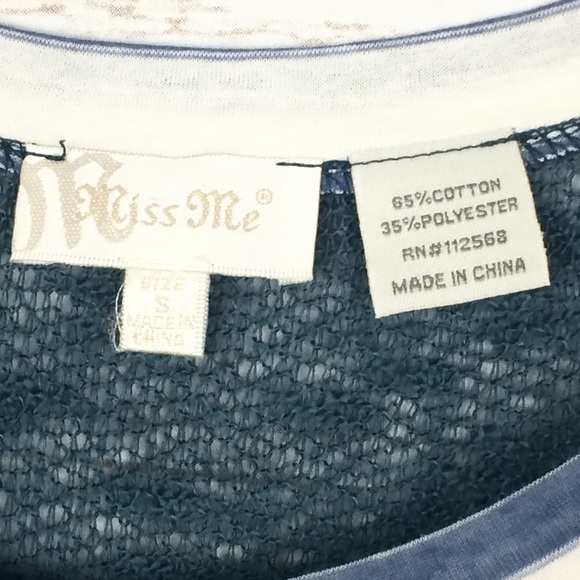 M Miss Me®
SIZE
S
MADE IN
CHINA
65%COTTON
35%POLYESTER
RN#112568
MADE IN CHINA